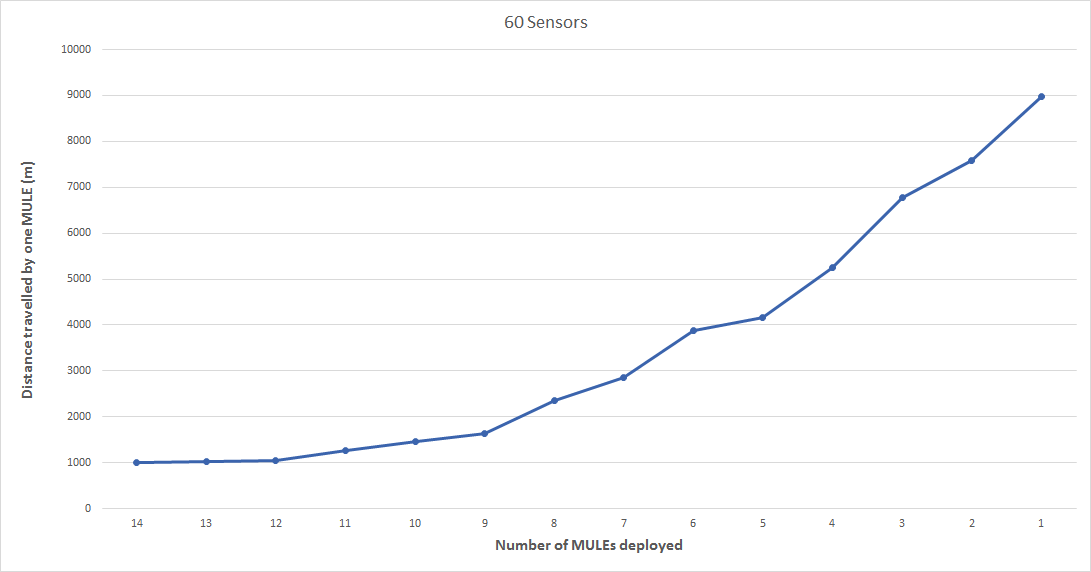 60 Sensors
10000
9000
8000
7000
6000
5000
4000
3000
2000
1000
0
Distance travelled by one MULE (m)
14 13 12 11 10 9 8 7 6 5 4 3 2 1
Number of MULEs deployed